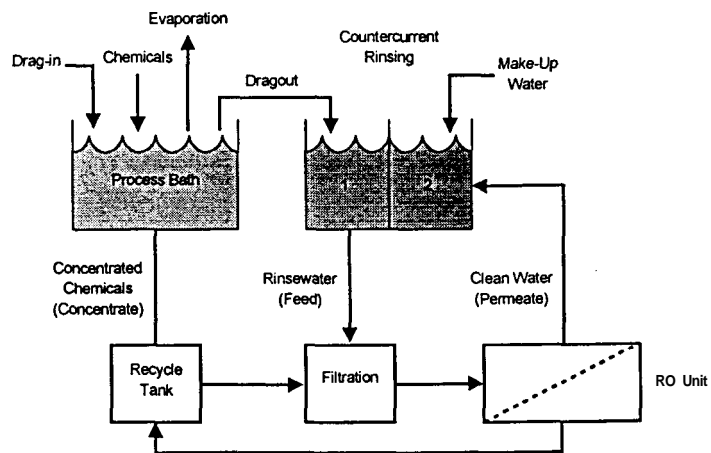 Evaporation
Drag-in
Chemicals
Dragout
Countercurrent
Rinsing
Make-Up
Water
Process Bath
1
2
Concentrated
Chemicals
(Concentrate)
Rinsewater
(Feed)
Clean Water
(Permeate)
Recycle
Tank
Filtration
RO Unit